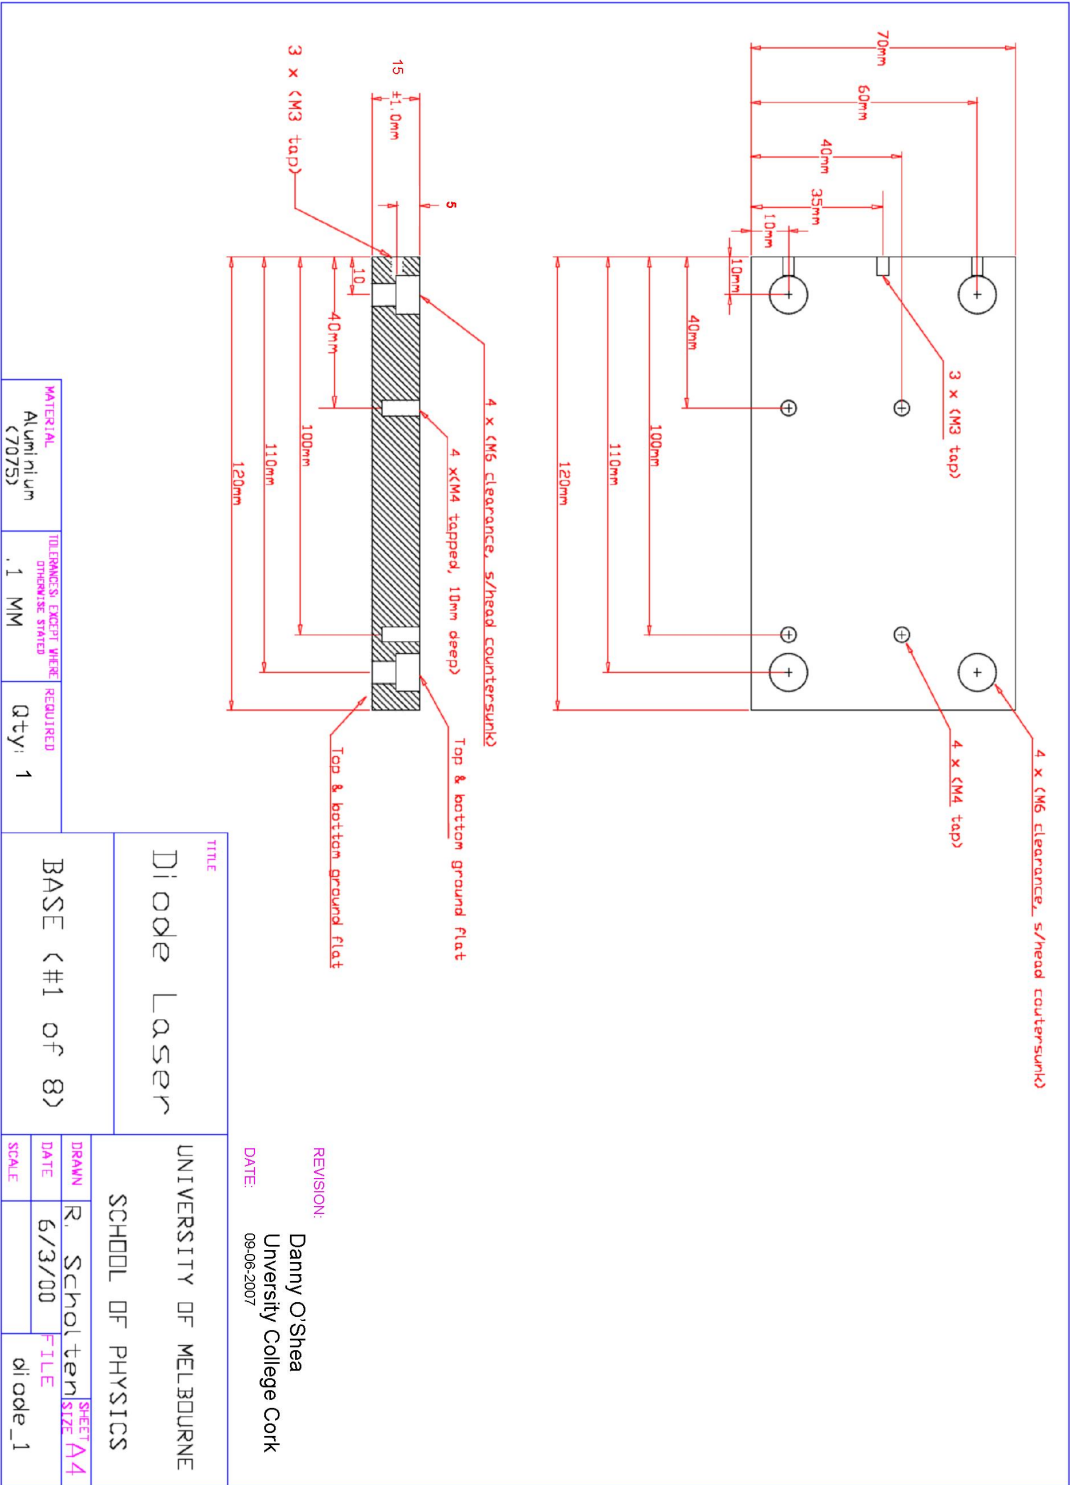 70mm
60mm
40mm
35mm
10mm
10mm
40mm
100mm
110mm
120mm
3 x (M3 tap)
4 x (M4 tap)
4 x (M6 clearance, s/head coutersunk)
15 ±1.0mm
5
3 x (M3 tap)
10
40mm
100mm
110mm
120mm
4 x (M6 clearance, s/head countersunk)
4 x(M4 tapped, 10mm deep)
Top & bottom ground flat
Top & bottom ground flat
REVISION:
Danny O'Shea
Unversity College Cork
DATE:
09-06-2007
MATERIAL
Aluminium
(7075)
TOLERANCES: EXCEPT WHERE
OTHERWISE STATED
.1 MM
REQUIRED
Qty: 1
TITLE
Diode Laser
BASE (#1 of 8)
UNIVERSITY OF MELBOURNE
SCHOOL OF PHYSICS
DRAWN
R. Scholten
SHEET
SIZE A4
DATE
6/3/00
FILE
SCALE
diode_1